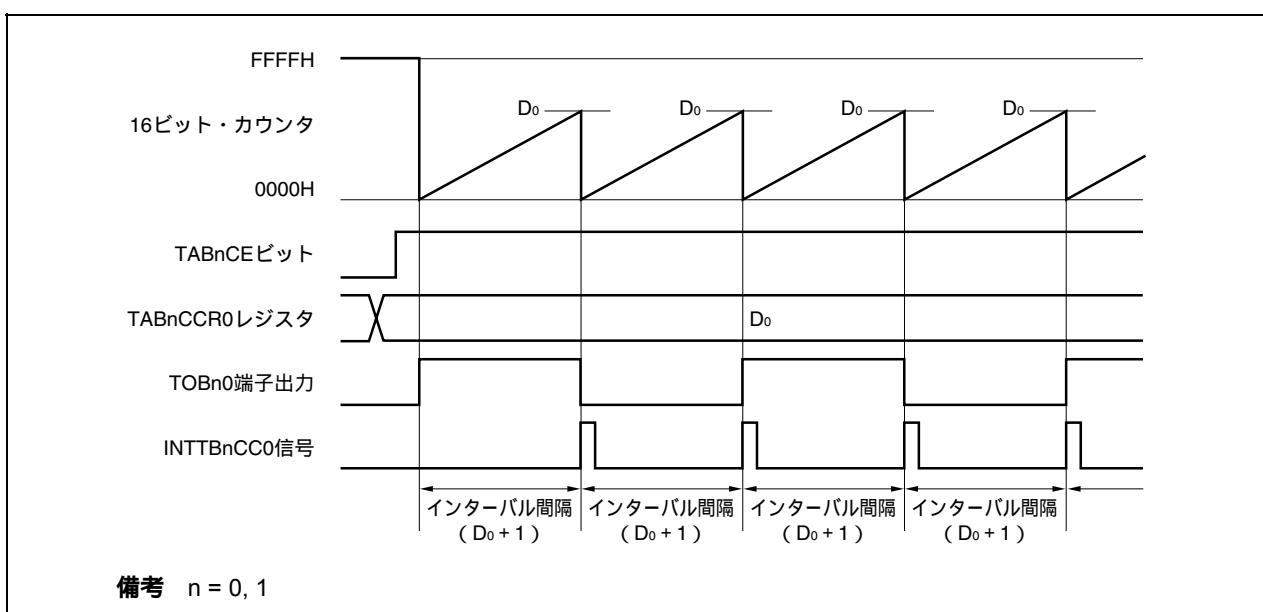 FFFFH
16ビット・カウンタ
0000H
D0 D0 D0 D0
TABnCEビット
TABnCCR0レジスタ
D0
TOBn0端子出力
INTTBnCC0信号
インターバル間隔 インターバル間隔 インターバル間隔 インターバル間隔
（D0＋1） （D0＋1） （D0＋1） （D0＋1）
備考 n = 0, 1